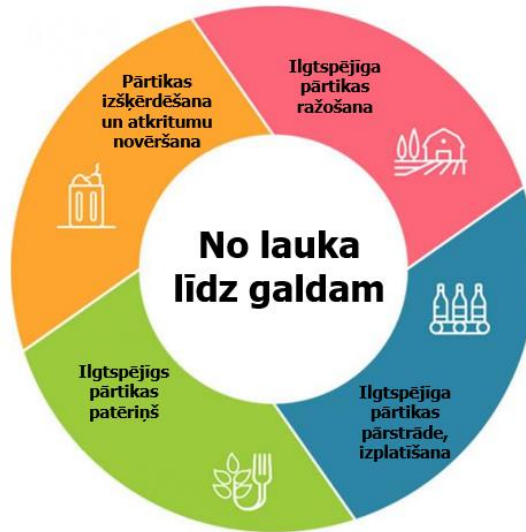 Pārtikas
izšķērdēšana
un atkritumu
novēršana
Ilgtspējīga
pārtikas
ražošana
No lauka
līdz galdam
Ilgtspējīgs
pārtikas
patēriņš
Ilgtspējīga
pārtikas
pārstrāde,
izplatīšana